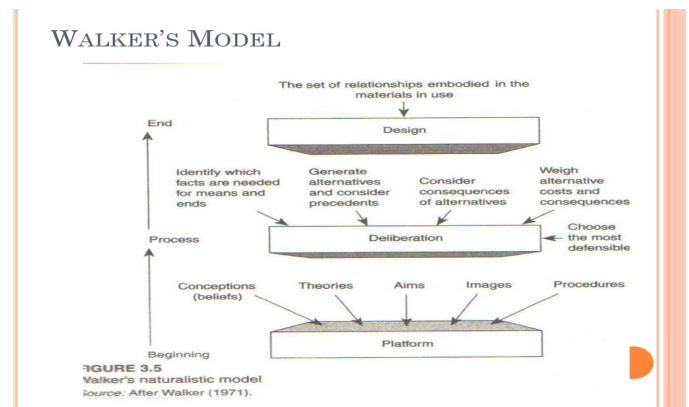 WALKER'S MODEL
The set of relationships embodied in the
materials in use
End
Design
Identify which
facts are needed
for means and
ends
Generate
alternatives
and consider
precedents
Consider
consequences
of alternatives
Weigh
alternative
costs and
consequences
Process
Deliberation
Choose
the most
defensible
Conceptions
(beliefs)
Theories
Aims
Images
Procedures
Beginning
Platform
FIGURE 3.5
Walker's naturalistic model
Source: After Walker (1971).